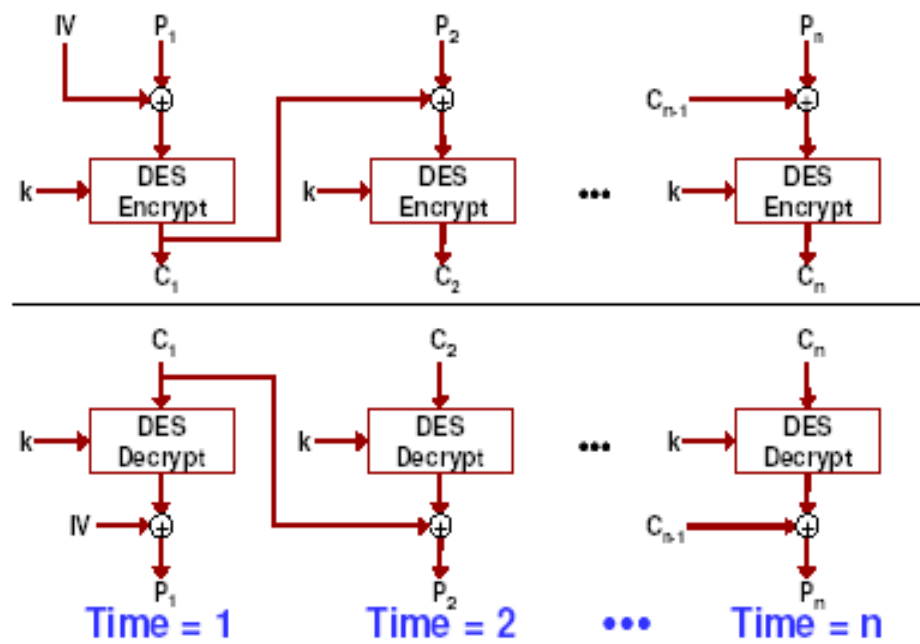 IV P₁ P₂ Pₙ
+ + Cₙ₋₁ +
k DES Encrypt k DES Encrypt ••• k DES Encrypt
C₁ C₂ Cₙ
C₁ C₂ Cₙ
k DES Decrypt k DES Decrypt ••• k DES Decrypt
IV + + Cₙ₋₁ +
P₁ P₂ Pₙ
Time = 1 Time = 2 ••• Time = n